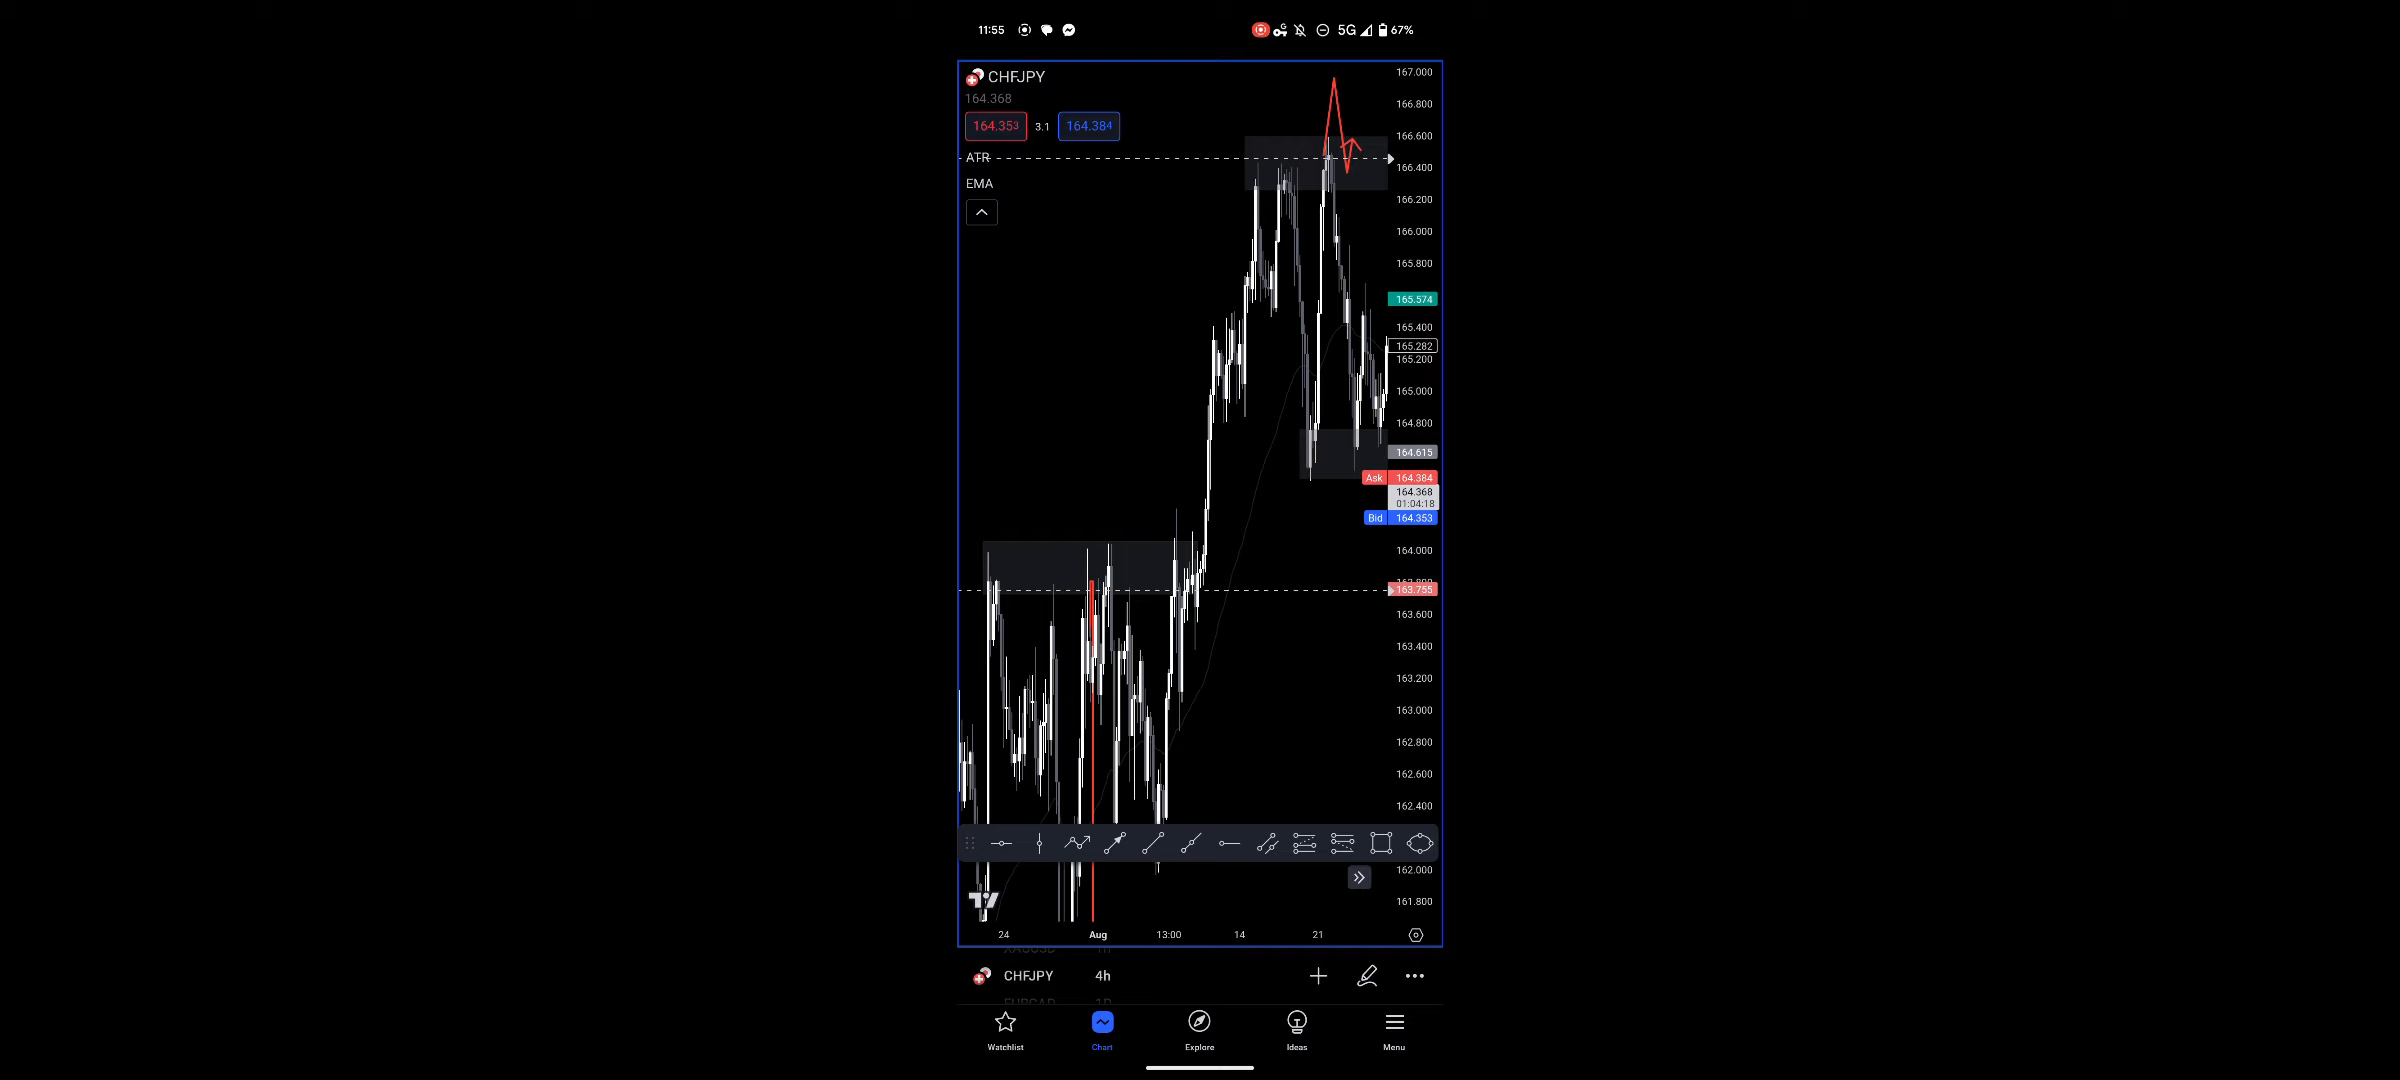 11:55 5G 67%
CHFJPY
164.368
164.353 3.1 164.384
ATR
EMA
167.000
166.800
166.600
166.400
166.200
166.000
165.800
165.574
165.400
165.282
165.200
165.000
164.800
164.615
Ask 164.384
164.368
01:04:18
Bid 164.353
164.000
163.755
163.600
163.400
163.200
163.000
162.800
162.600
162.400
162.000
161.800
24 Aug 13:00 14 21
CHFJPY 4h
Watchlist Chart Explore Ideas Menu